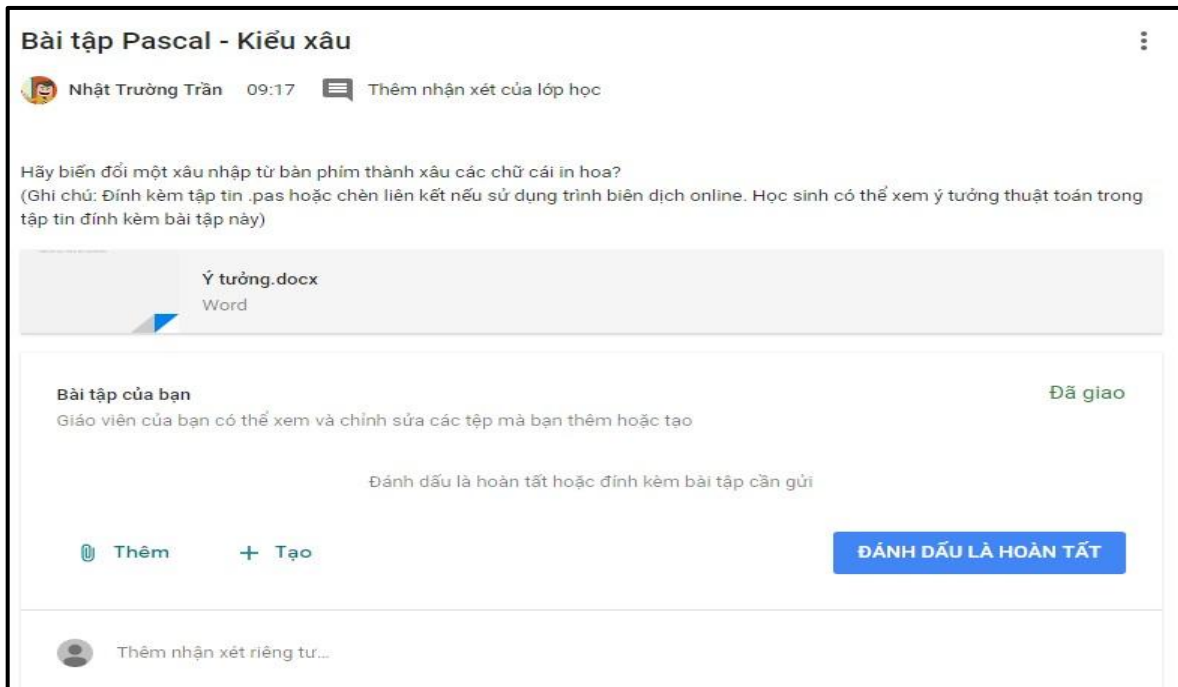 Bài tập Pascal - Kiểu xâu
Nhật Trường Trần 09:17 Thêm nhận xét của lớp học
Hãy biến đổi một xâu nhập từ bàn phím thành xâu các chữ cái in hoa?
(Ghi chú: Đính kèm tập tin .pas hoặc chèn liên kết nếu sử dụng trình biên dịch online. Học sinh có thể xem ý tưởng thuật toán trong
tập tin đính kèm bài tập này)
Ý tưởng.docx
Word
Bài tập của bạn Đã giao
Giáo viên của bạn có thể xem và chỉnh sửa các tệp mà bạn thêm hoặc tạo
Đánh dấu là hoàn tất hoặc đính kèm bài tập cần gửi
Thêm + Tạo ĐÁNH DẤU LÀ HOÀN TẤT
Thêm nhận xét riêng tư...